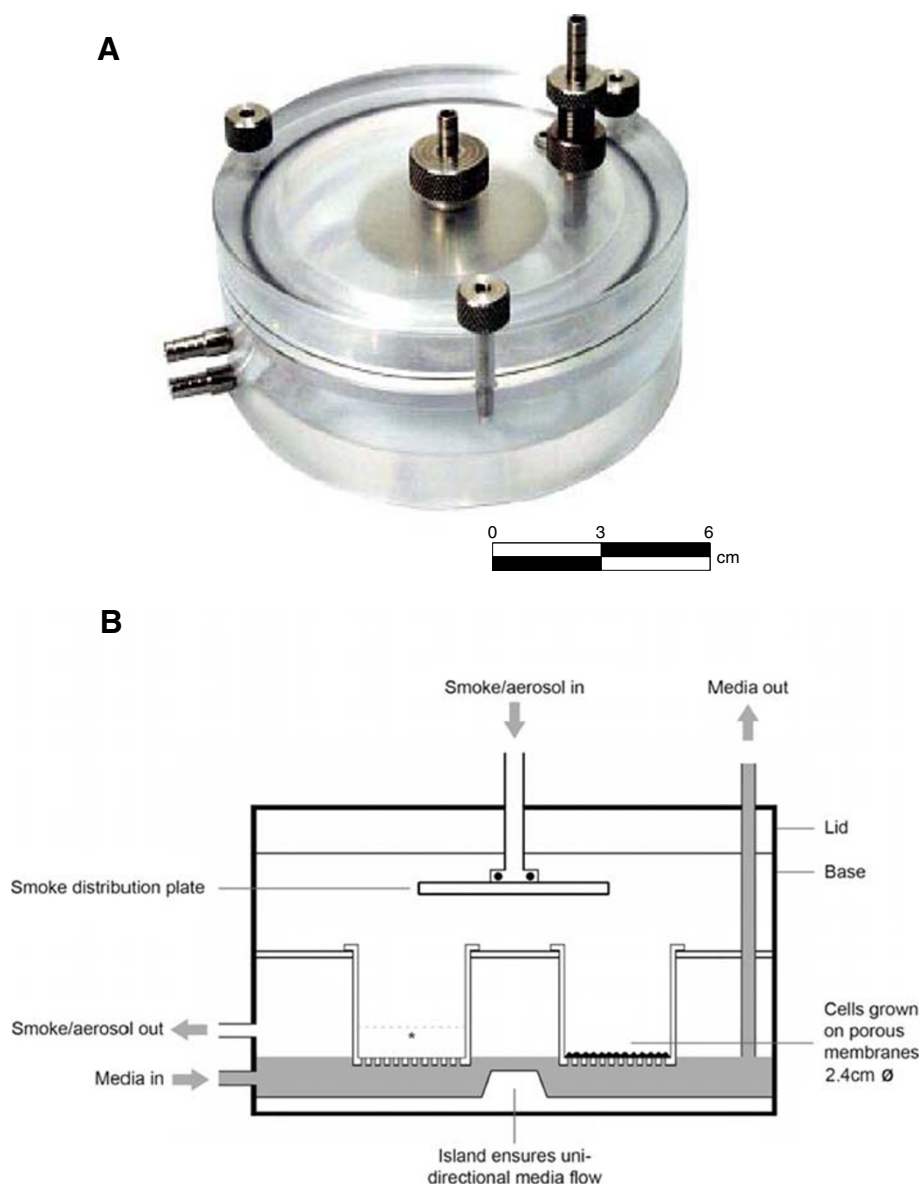 A
0 3 6
cm
B
Smoke/aerosol in
Media out
Lid
Base
Smoke distribution plate
Smoke/aerosol out
Media in
Cells grown
on porous
membranes
2.4cm Ø
*
Island ensures uni-
directional media flow